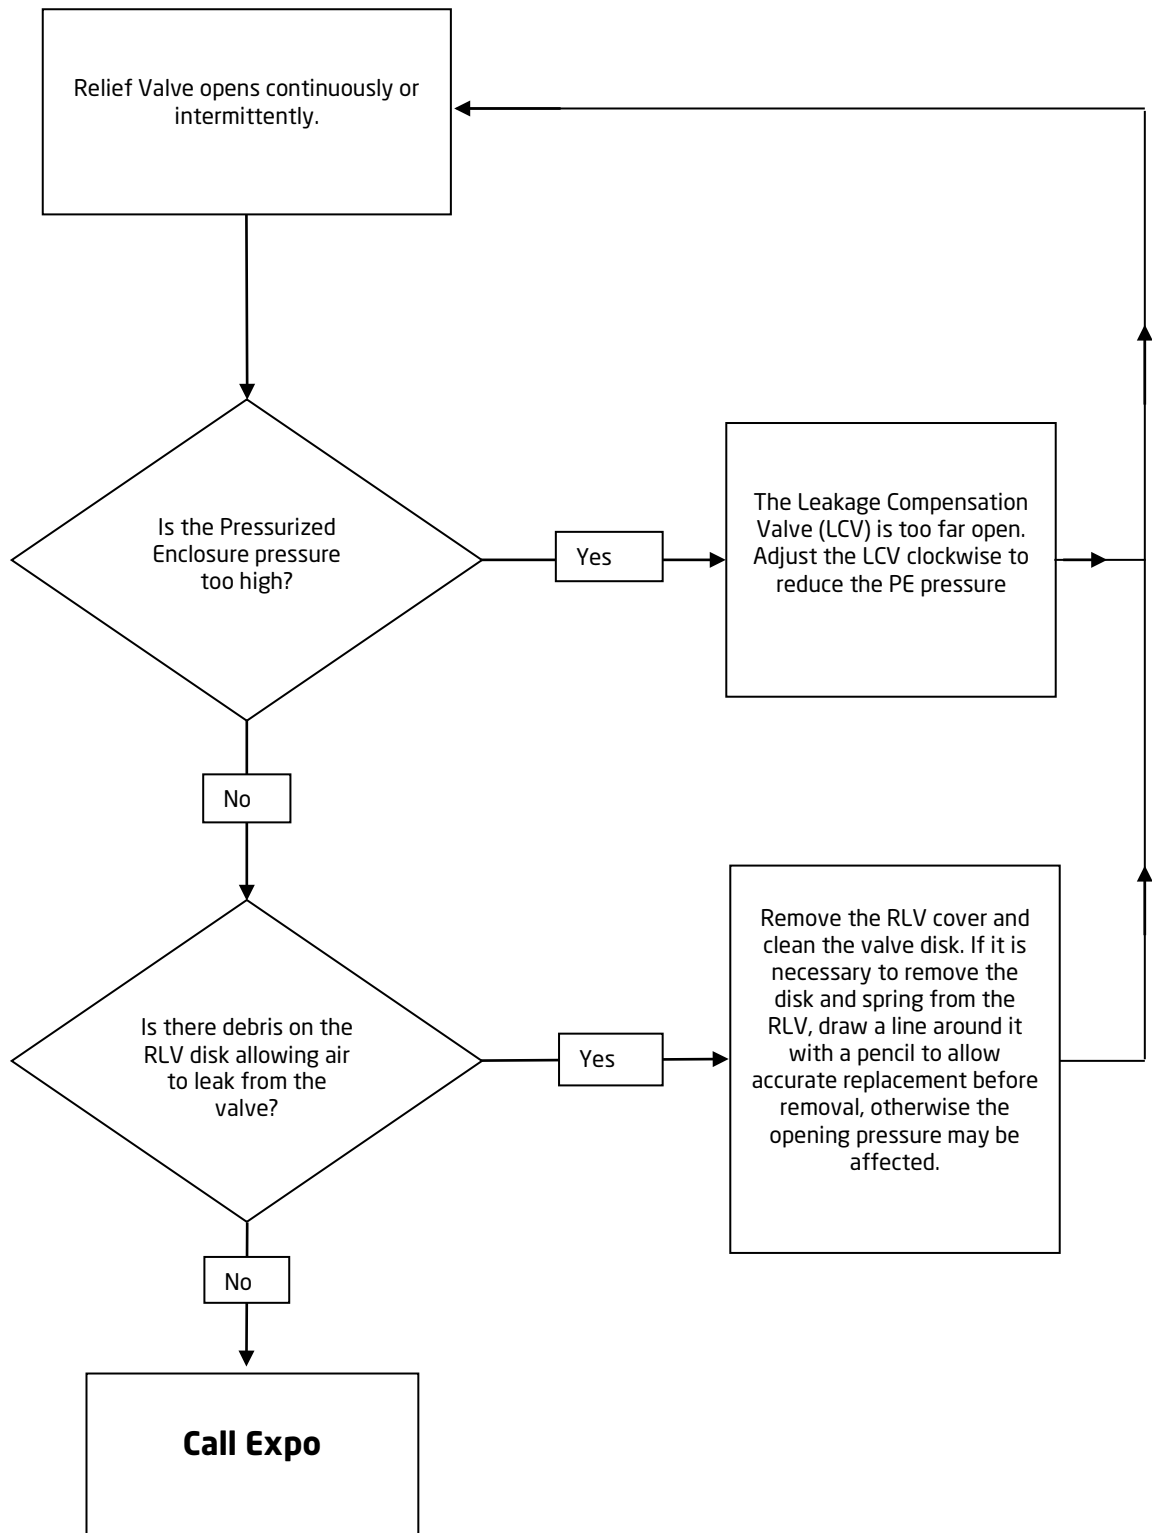 Relief Valve opens continuously or
intermittently.
Is the Pressurized
Enclosure pressure
too high?
Yes
The Leakage Compensation
Valve (LCV) is too far open.
Adjust the LCV clockwise to
reduce the PE pressure
No
Is there debris on the
RLV disk allowing air
to leak from the
valve?
Yes
Remove the RLV cover and
clean the valve disk. If it is
necessary to remove the
disk and spring from the
RLV, draw a line around it
with a pencil to allow
accurate replacement before
removal, otherwise the
opening pressure may be
affected.
No
Call Expo